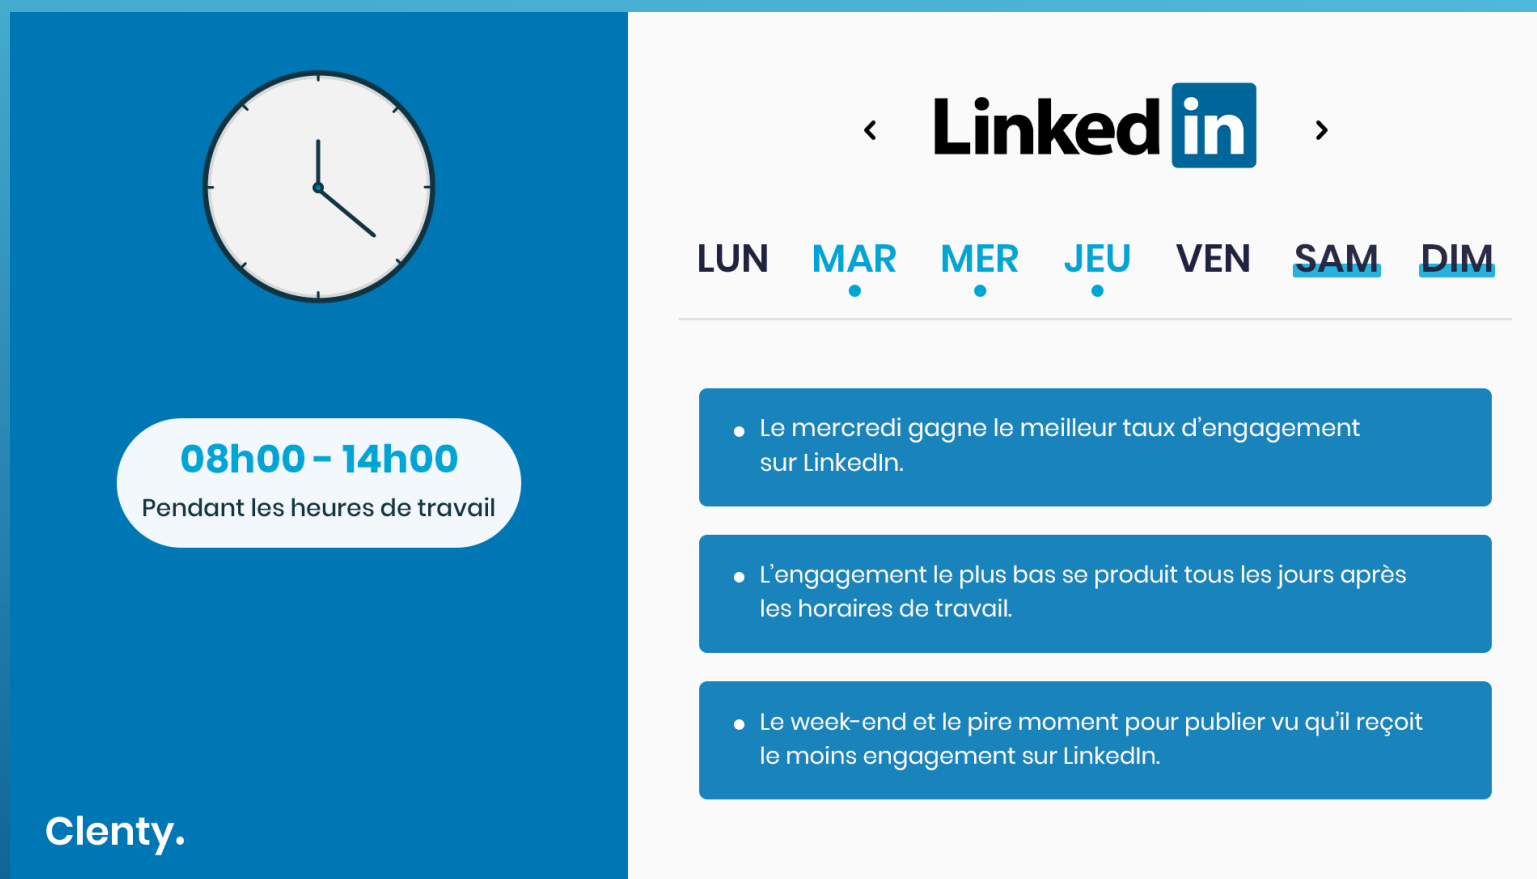 08h00 - 14h00
Pendant les heures de travail
Clenty.
Linked in
LUN MAR MER JEU VEN SAM DIM
Le mercredi gagne le meilleur taux d’engagement
sur LinkedIn.
L’engagement le plus bas se produit tous les jours après
les horaires de travail.
Le week-end et le pire moment pour publier vu qu’il reçoit
le moins engagement sur LinkedIn.